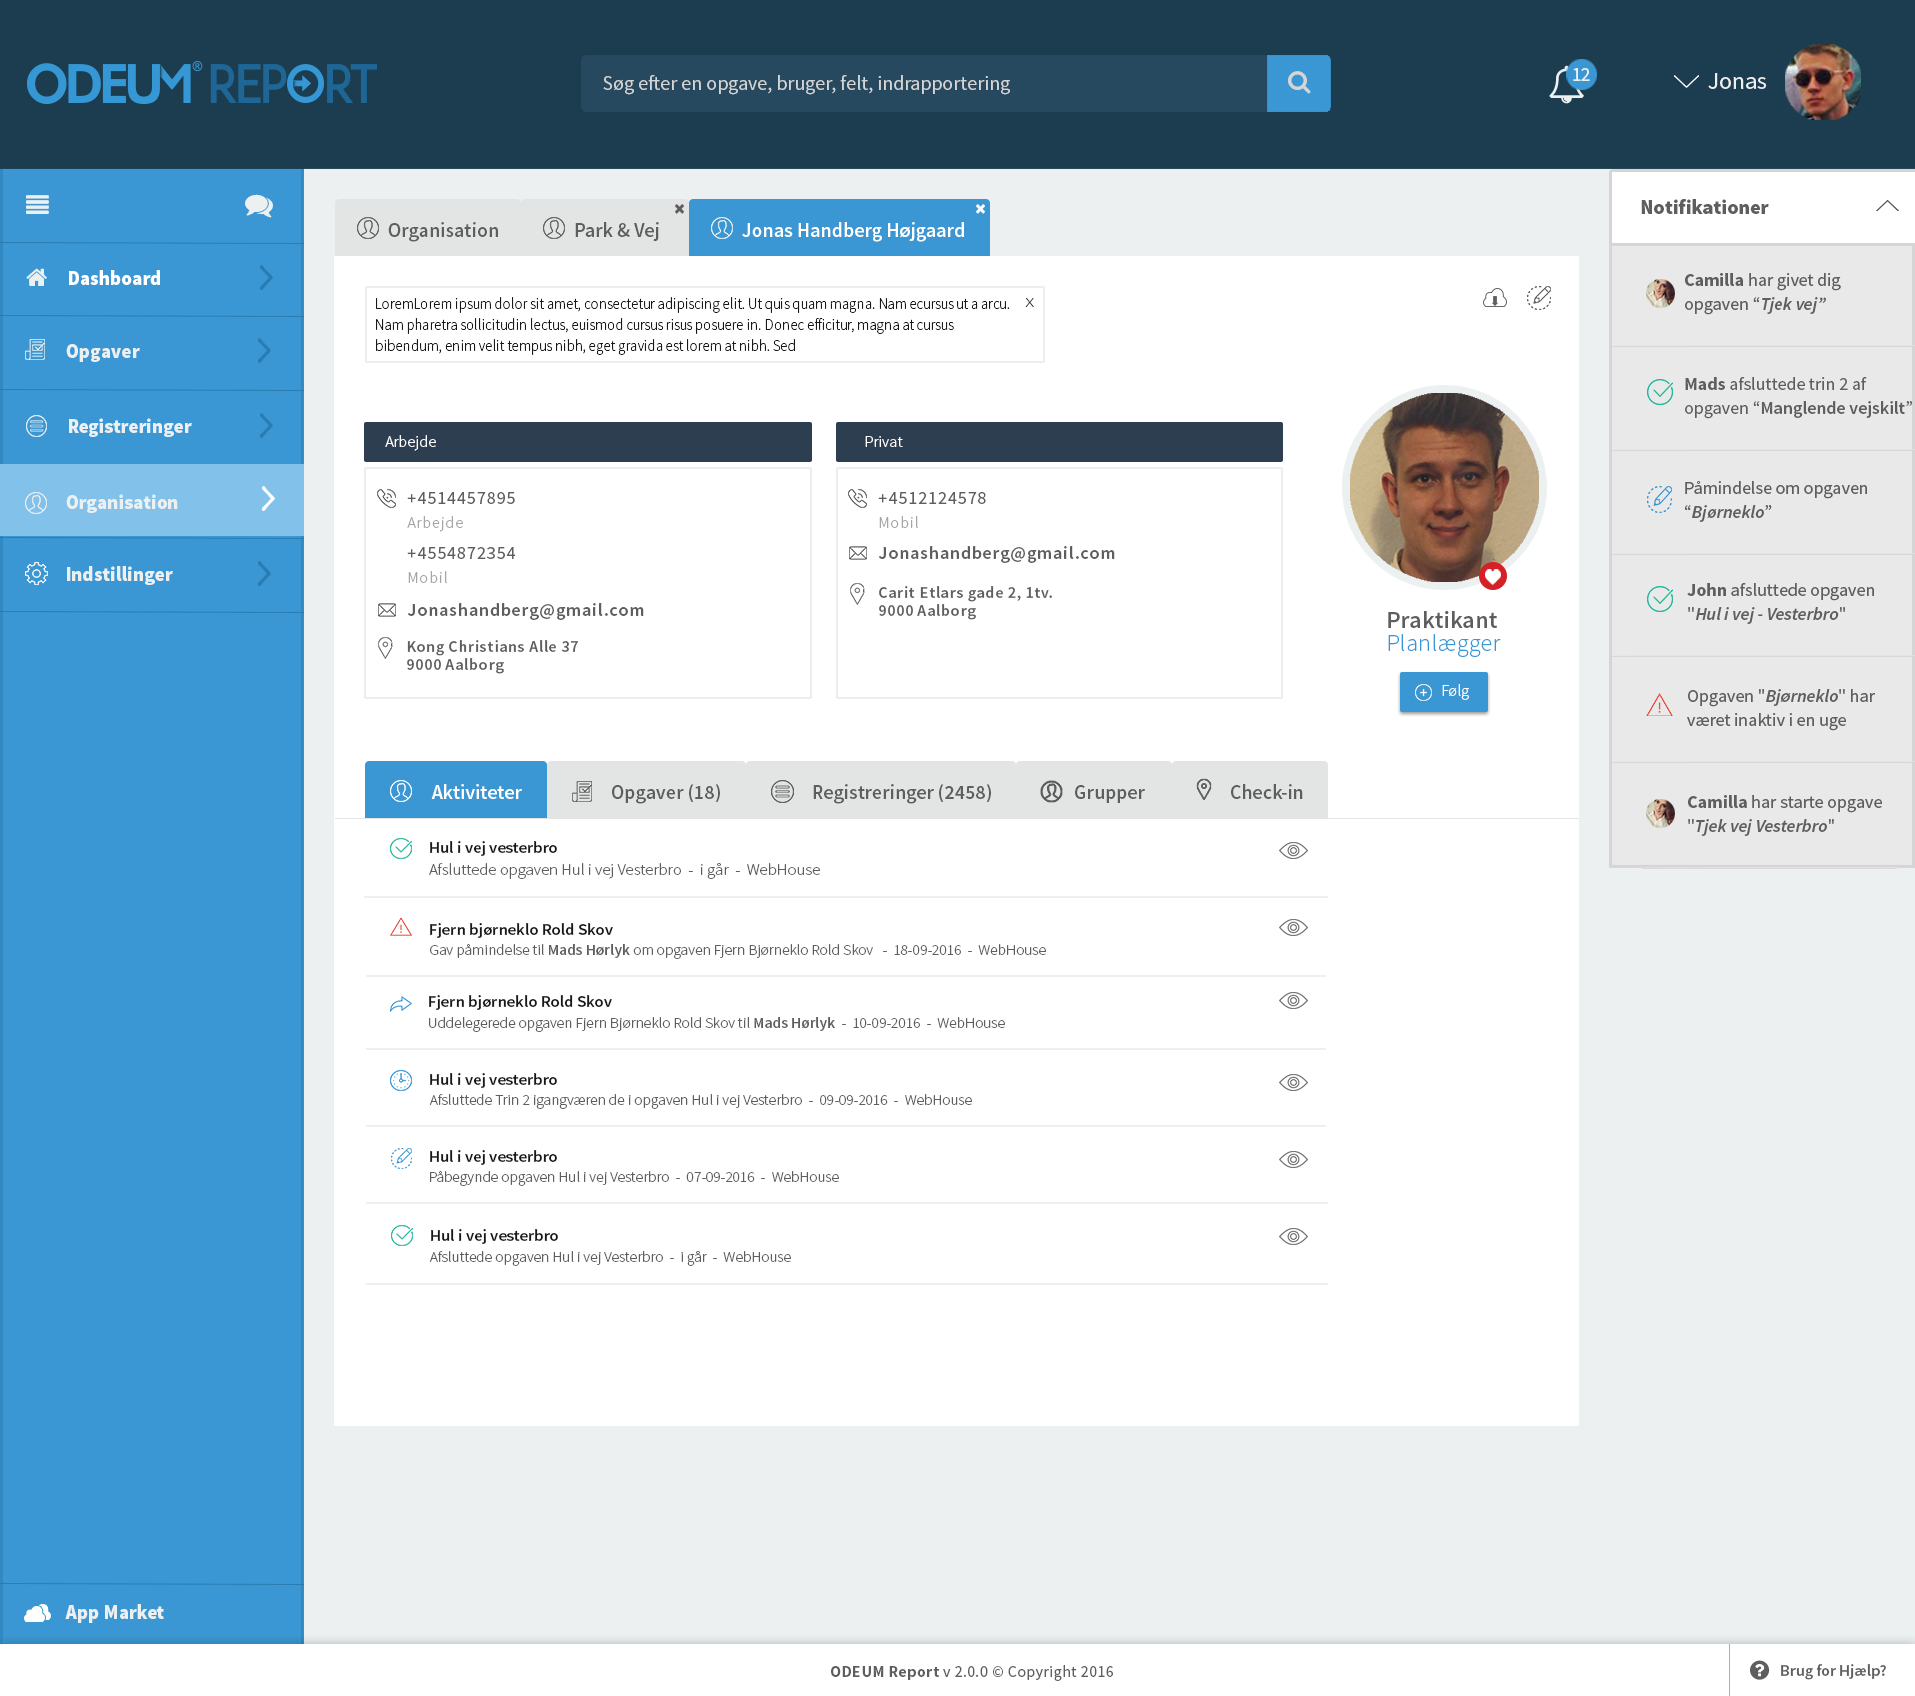 ODEUM® REPORT
Søg efter en opgave, bruger, felt, indrapportering
12
Jonas
Dashboard
Opgaver
Registreringer
Organisation
Indstillinger
App Market
Organisation
Park & Vej
Jonas Handberg Højgaard
LoremLorem ipsum dolor sit amet, consectetur adipiscing elit. Ut quis quam magna. Nam ecursus ut a arcu.
Nam pharetra sollicitudin lectus, euismod cursus risus posuere in. Donec efficitur, magna at cursus
bibendum, enim velit tempus nibh, eget gravida est lorem at nibh. Sed
X
Arbejde
+4514457895
Arbejde
+4554872354
Mobil
Jonashandberg@gmail.com
Kong Christians Alle 37
9000 Aalborg
Privat
+4512124578
Mobil
Jonashandberg@gmail.com
Carit Etlars gade 2, 1tv.
9000 Aalborg
Praktikant
Planlægger
Følg
Aktiviteter
Opgaver (18)
Registreringer (2458)
Grupper
Check-in
Hul i vej vesterbro
Afsluttede opgaven Hul i vej Vesterbro - i går - WebHouse
Fjern bjørneklo Rold Skov
Gav påmindelse til Mads Hørlyk om opgaven Fjern Bjørneklo Rold Skov - 18-09-2016 - WebHouse
Fjern bjørneklo Rold Skov
Uddelegerede opgaven Fjern Bjørneklo Rold Skov til Mads Hørlyk - 10-09-2016 - WebHouse
Hul i vej vesterbro
Afsluttede Trin 2 igangværen de i opgaven Hul i vej Vesterbro - 09-09-2016 - WebHouse
Hul i vej vesterbro
Påbegynde opgaven Hul i vej Vesterbro - 07-09-2016 - WebHouse
Hul i vej vesterbro
Afsluttede opgaven Hul i vej Vesterbro - i går - WebHouse
Notifikationer
Camilla har givet dig
opgaven “Tjek vej”
Mads afsluttede trin 2 af
opgaven “Manglende vejskilt”
Påmindelse om opgaven
“Bjørneklo”
John afsluttede opgaven
"Hul i vej - Vesterbro"
Opgaven "Bjørneklo" har
været inaktiv i en uge
Camilla har starte opgave
"Tjek vej Vesterbro"
ODEUM Report v 2.0.0 © Copyright 2016
Brug for Hjælp?